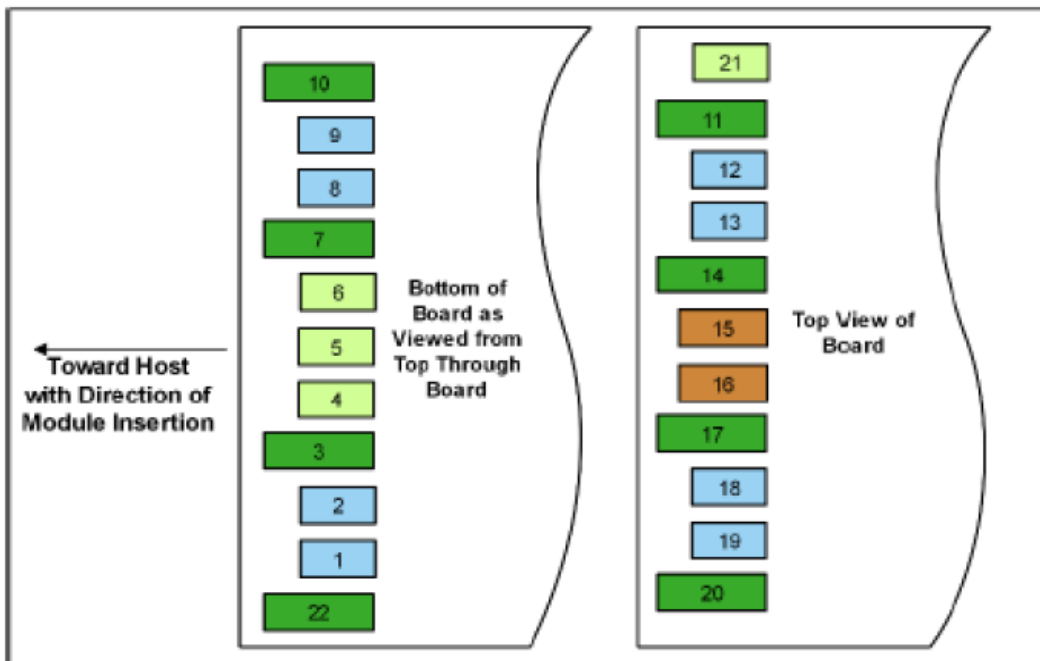 10
9
8
7
6
5
4
3
2
1
22
Bottom of
Board as
Viewed from
Top Through
Board
Toward Host
with Direction of
Module Insertion
21
11
12
13
14
15
16
17
18
19
20
Top View of
Board